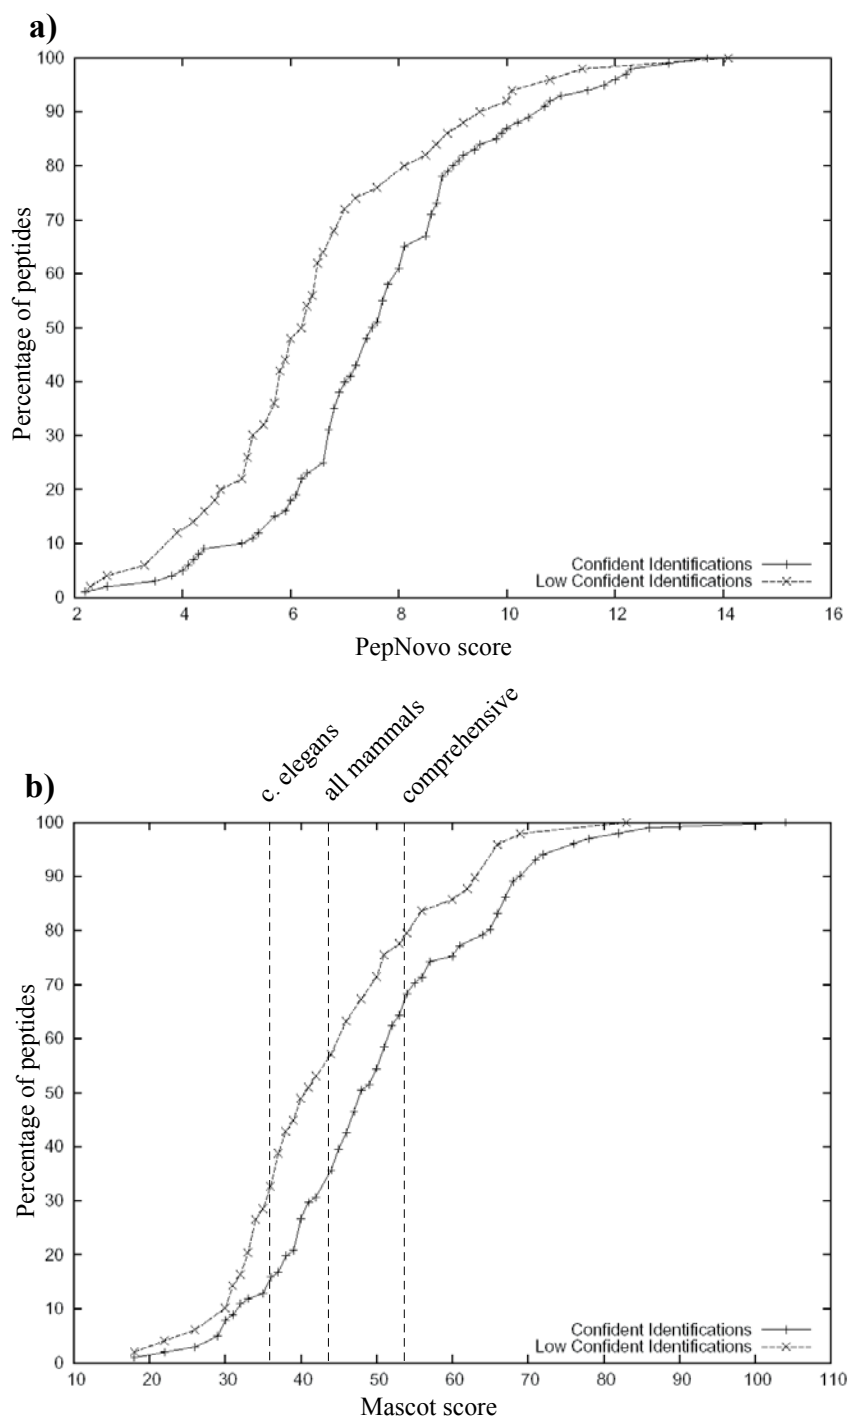 a)
100
90
80
70
60
50
40
30
20
10
0
Percentage of peptides
Confident Identifications
Low Confident Identifications
2 4 6 8 10 12 14 16
PepNovo score
c. elegans
all mammals
comprehensive
b)
100
90
80
70
60
50
40
30
20
10
0
Percentage of peptides
Confident Identifications
Low Confident Identifications
10 20 30 40 50 60 70 80 90 100 110
Mascot score